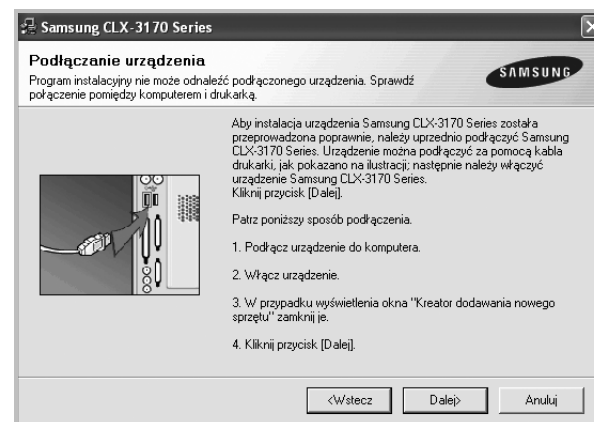 Samsung CLX-3170 Series
Podłączanie urządzenia
Program instalacyjny nie może odnaleźć podłączonego urządzenia. Sprawdź
połączenie pomiędzy komputerem i drukarką.
SAMSUNG
Aby instalacja urządzenia Samsung CLX-3170 Series została
przeprowadzona poprawnie, należy uprzednio podłączyć Samsung
CLX-3170 Series. Urządzenie można podłączyć za pomocą kabla
drukarki, jak pokazano na ilustracji; następnie należy włączyć
urządzenie Samsung CLX-3170 Series.
Kliknij przycisk [Dalej].
Patrz poniższy sposób podłączenia.
1. Podłącz urządzenie do komputera.
2. Włącz urządzenie.
3. W przypadku wyświetlenia okna "Kreator dodawania nowego
sprzętu" zamknij je.
4. Kliknij przycisk [Dalej].
<Wstecz
Dalej>
Anuluj